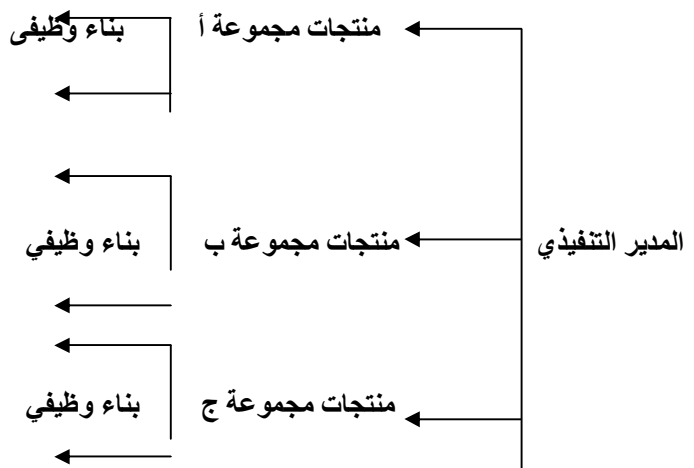 منتجات مجموعة أ بناء وظيفى
المدير التنفيذي منتجات مجموعة ب بناء وظيفي
منتجات مجموعة ج بناء وظيفي